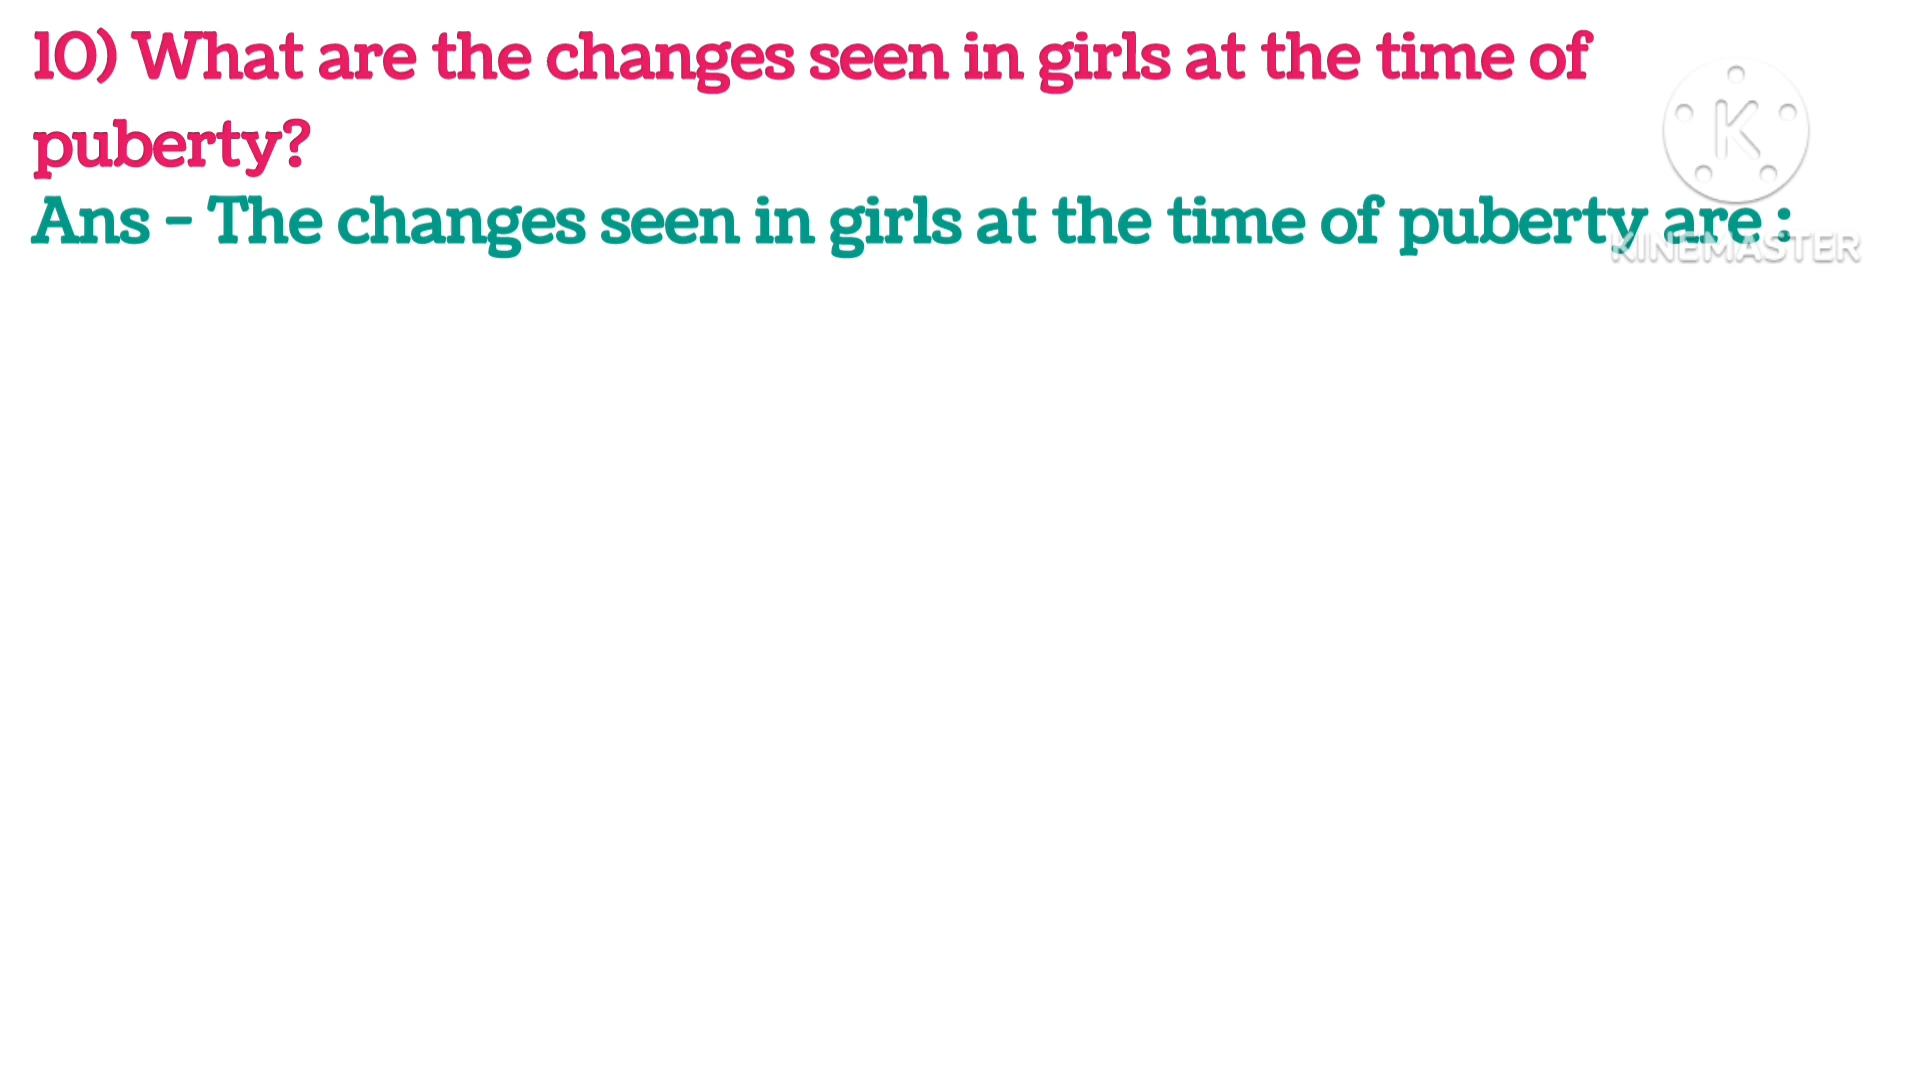 10) What are the changes seen in girls at the time of
puberty?
Ans - The changes seen in girls at the time of puberty are :
K
KINEMASTER